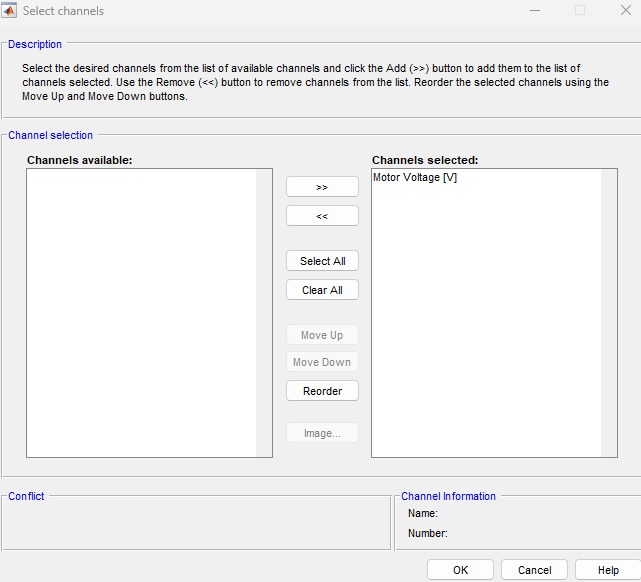 Select channels
Description
Select the desired channels from the list of available channels and click the Add (>>) button to add them to the list of
channels selected. Use the Remove (<<) button to remove channels from the list. Reorder the selected channels using the
Move Up and Move Down buttons.
Channel selection
Channels available:
Channels selected:
Motor Voltage [V]
>>
<<
Select All
Clear All
Move Up
Move Down
Reorder
Image...
Conflict
Channel Information
Name:
Number:
OK
Cancel
Help